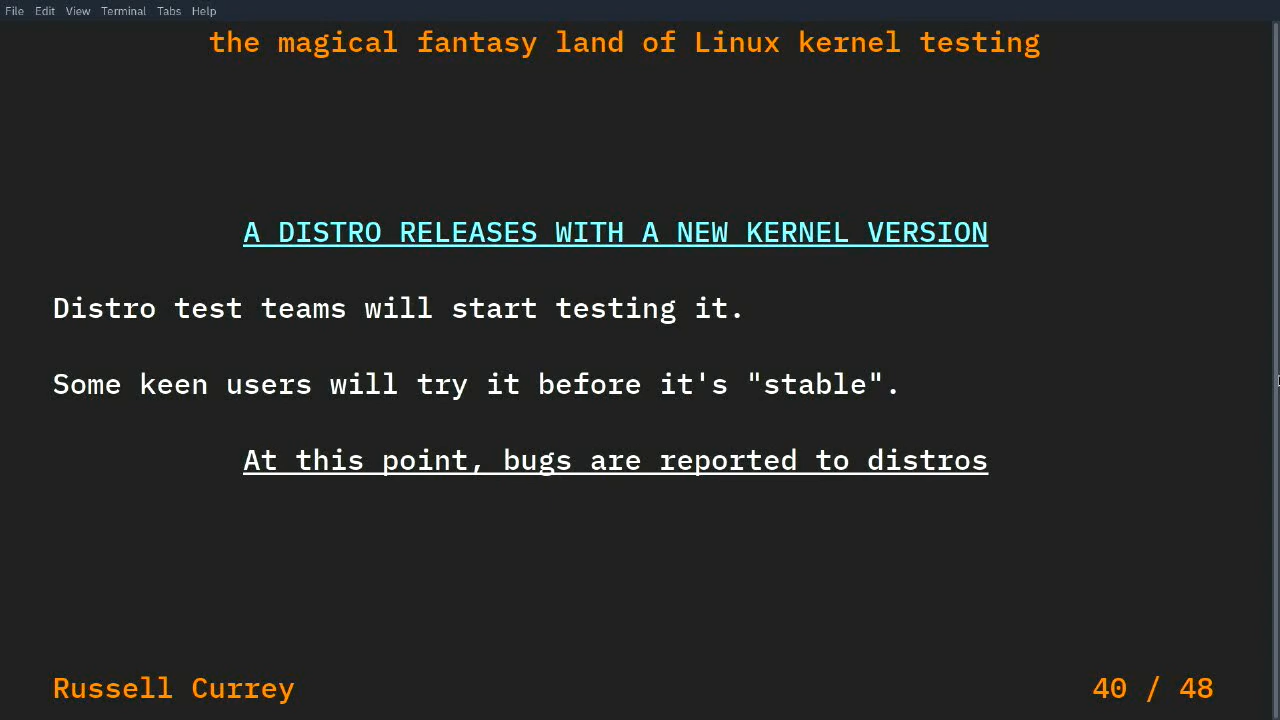 File Edit View Terminal Tabs Help
the magical fantasy land of Linux kernel testing
A DISTRO RELEASES WITH A NEW KERNEL VERSION
Distro test teams will start testing it.
Some keen users will try it before it's "stable".
At this point, bugs are reported to distros
Russell Currey 40 / 48